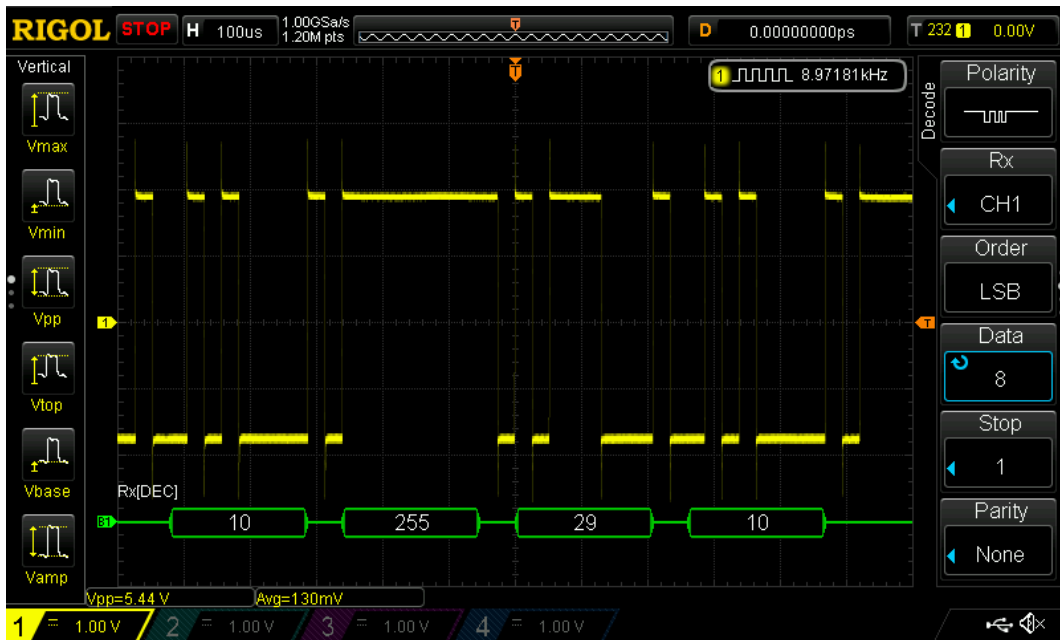 RIGOL STOP H 100us 1.00GSa/s 1.20M pts T D 0.00000000ps T 232 1 0.00V
Vertical
Vmax
Vmin
Vpp
Vtop
Vbase
Vamp
T
1 8.97181kHz
1
T
Rx[DEC]
B1 10 255 29 10
Vpp=5.44 V Avg=130mV
Decode
Polarity
Rx
CH1
Order
LSB
Data
8
Stop
1
Parity
None
1 = 1.00 V 2 = 1.00 V 3 = 1.00 V 4 = 1.00 V